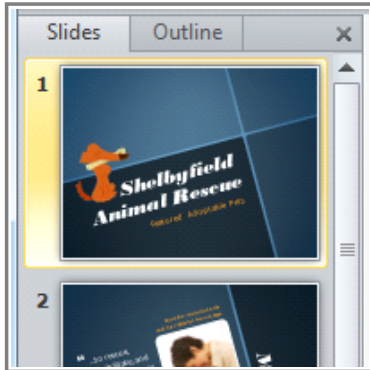 Slides
Outline
1
Shelbyfield
Animal Rescue
Featured Adoptable Pets
2